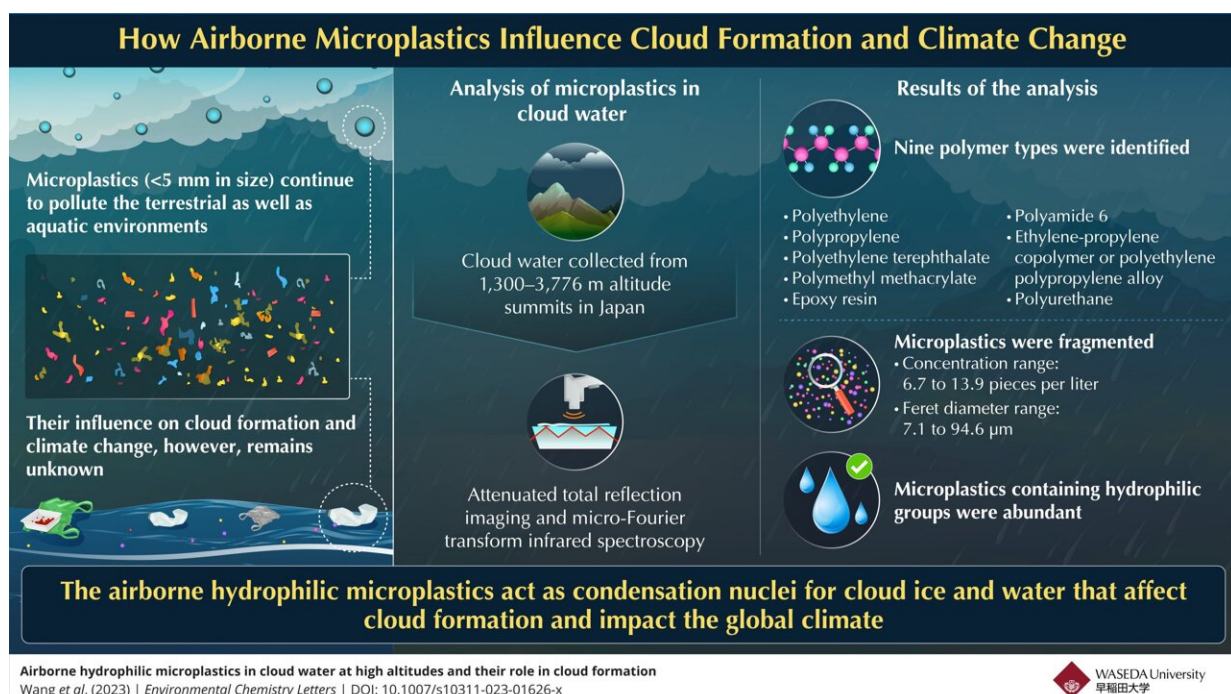 How Airborne Microplastics Influence Cloud Formation and Climate Change
Microplastics (<5 mm in size) continue
to pollute the terrestrial as well as
aquatic environments
Their influence on cloud formation and
climate change, however, remains
unknown
Analysis of microplastics in
cloud water
Cloud water collected from
1,300–3,776 m altitude
summits in Japan
Attenuated total reflection
imaging and micro-Fourier
transform infrared spectroscopy
Results of the analysis
Nine polymer types were identified
• Polyethylene
• Polypropylene
• Polyethylene terephthalate
• Polymethyl methacrylate
• Epoxy resin
• Polyamide 6
• Ethylene-propylene
copolymer or polyethylene
polypropylene alloy
• Polyurethane
Microplastics were fragmented
• Concentration range:
6.7 to 13.9 pieces per liter
• Feret diameter range:
7.1 to 94.6 µm
Microplastics containing hydrophilic
groups were abundant
The airborne hydrophilic microplastics act as condensation nuclei for cloud ice and water that affect
cloud formation and impact the global climate
Airborne hydrophilic microplastics in cloud water at high altitudes and their role in cloud formation
Wang et al. (2023) | Environmental Chemistry Letters | DOI: 10.1007/s10311-023-01626-x
WASEDA University
早稲田大学